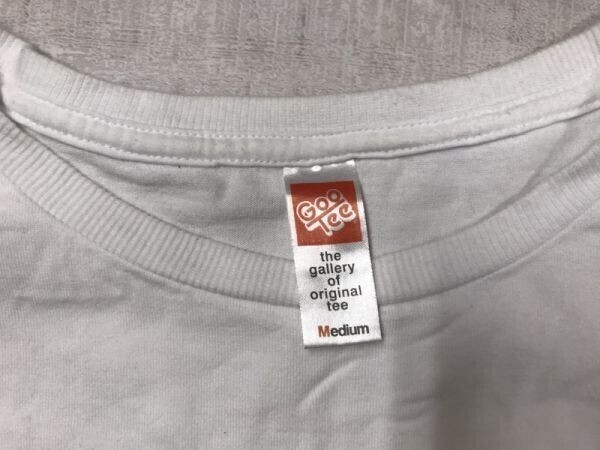 Goo
Tee
the
gallery
of
original
tee
Medium